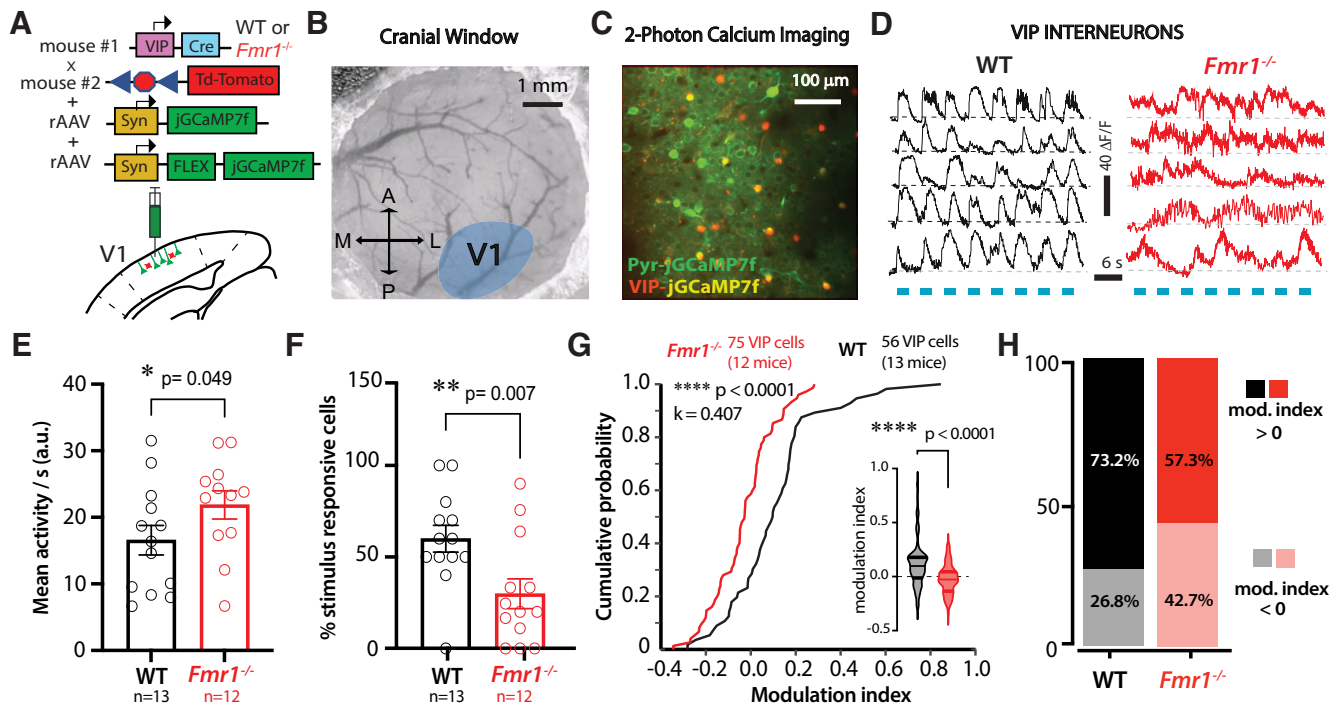 A
mouse #1
VIP
Cre
WT or
Fmr1-/-
x
mouse #2
Td-Tomato
+
rAAV
Syn
jGCaMP7f
+
rAAV
Syn
FLEX
jGCaMP7f
V1
B
Cranial Window
1 mm
A
M
L
P
V1
C
2-Photon Calcium Imaging
100 µm
Pyr-jGCaMP7f
VIP-jGCaMP7f
D
VIP INTERNEURONS
WT
Fmr1-/-
40 ΔF/F
6 s
E
* p= 0.049
Mean activity / s (a.u.)
40
30
20
10
0
WT
n=13
Fmr1-/-
n=12
F
** p= 0.007
% stimulus responsive cells
150
100
50
0
WT
n=13
Fmr1-/-
n=12
G
Fmr1-/- 75 VIP cells
(12 mice)
WT 56 VIP cells
(13 mice)
**** p < 0.0001
k = 0.407
Cumulative probability
1.0
0.8
0.6
0.4
0.2
0
-0.4 -0.2 0.0 0.2 0.4 0.6 0.8 1.0
Modulation index
**** p < 0.0001
modulation index
1.0
0.5
0.0
-0.5
H
100
50
0
73.2%
57.3%
26.8%
42.7%
WT
Fmr1-/-
mod. index
> 0
mod. index
< 0